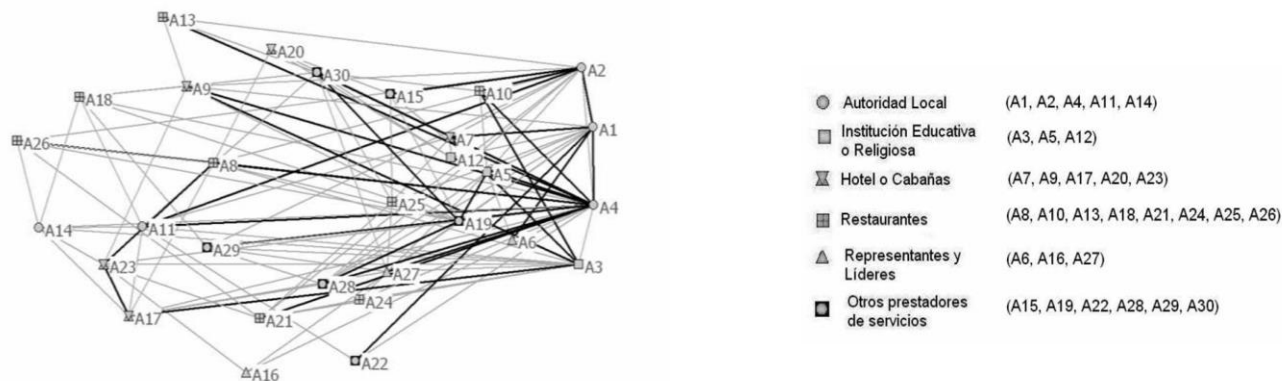 A13
A20
A2
A30
A9
A18
A15
A10
A1
A26
A7
A12
A8
A5
A25
A4
A14
A11
A19
A6
A29
A23
A27
A3
A28
A24
A17
A21
A22
A16
Autoridad Local (A1, A2, A4, A11, A14)
Institución Educativa (A3, A5, A12)
o Religiosa
Hotel o Cabañas (A7, A9, A17, A20, A23)
Restaurantes (A8, A10, A13, A18, A21, A24, A25, A26)
Representantes y (A6, A16, A27)
Líderes
Otros prestadores (A15, A19, A22, A28, A29, A30)
de servicios